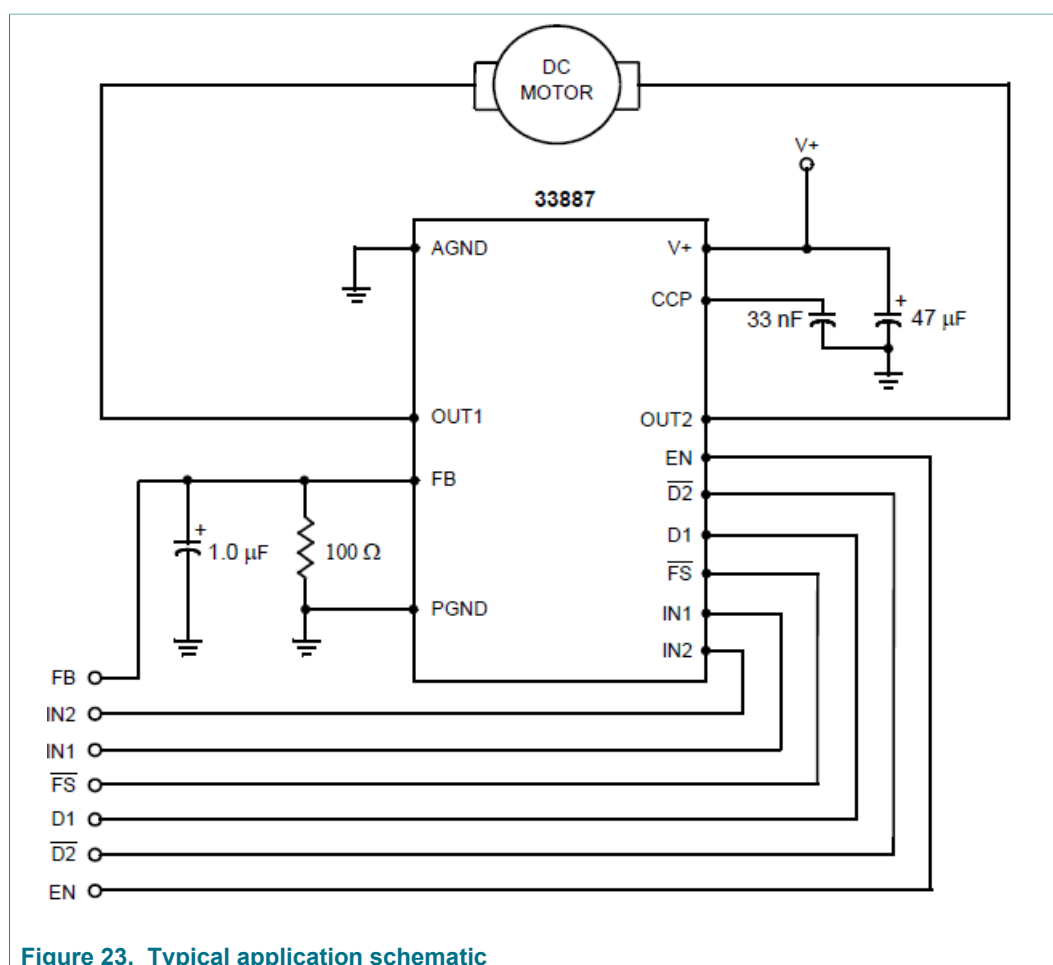 DC
MOTOR
V+
33887
AGND
V+
CCP
33 nF
+
47 µF
OUT1
OUT2
FB
EN
D2
+
1.0 µF
100 Ω
D1
FS
PGND
IN1
IN2
FB
IN2
IN1
FS
D1
D2
EN
Figure 23. Typical application schematic